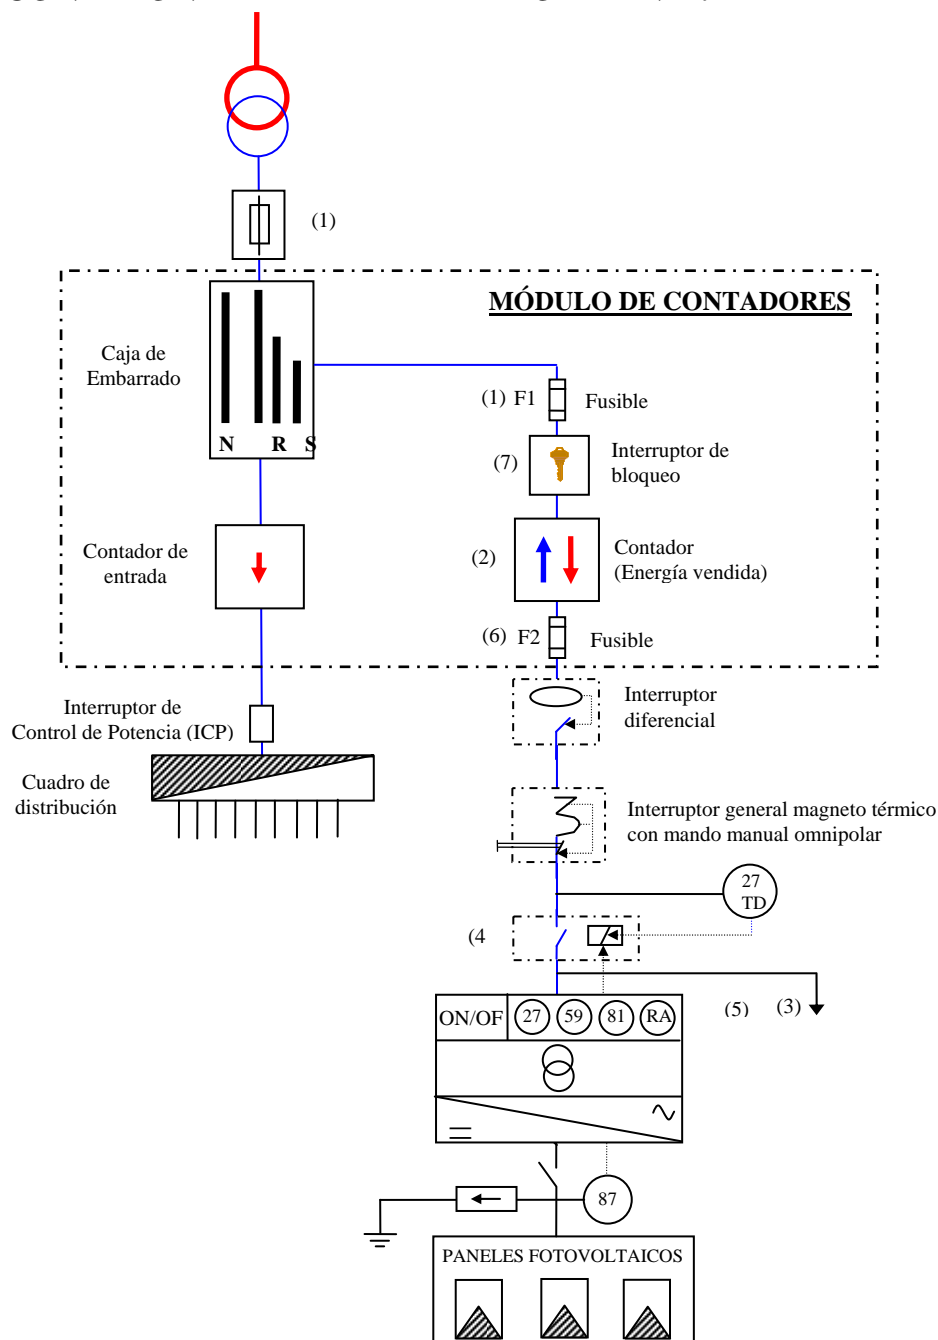 (1)
MÓDULO DE CONTADORES
Caja de
Embarrado
N R S
(1) F1 Fusible
(7)
Interruptor de
bloqueo
Contador de
entrada
(2)
Contador
(Energía vendida)
(6) F2 Fusible
Interruptor
diferencial
Interruptor de
Control de Potencia (ICP)
Cuadro de
distribución
Interruptor general magneto térmico
con mando manual omnipolar
27
TD
(4
ON/OF 27 59 81 RA
(5) (3)
87
PANELES FOTOVOLTAICOS